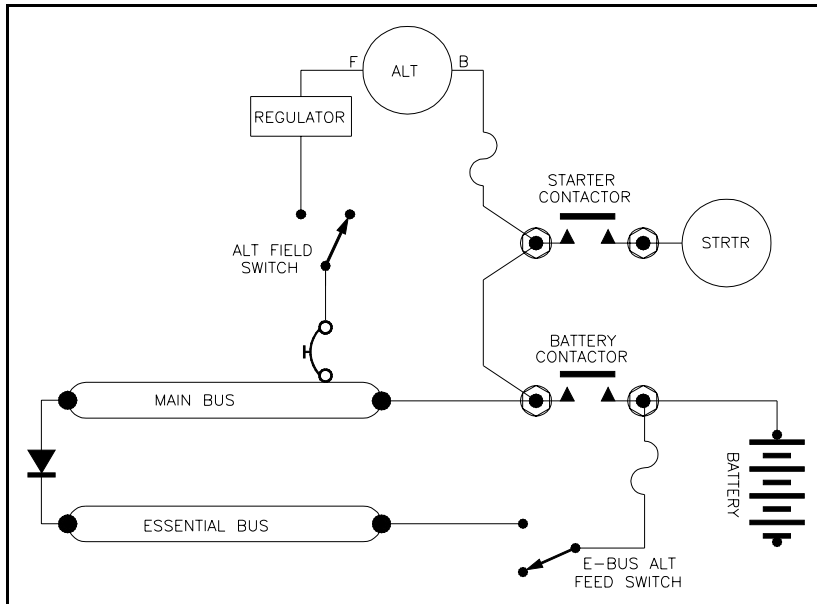 F
ALT
B
REGULATOR
STARTER
CONTACTOR
STRTR
ALT FIELD
SWITCH
BATTERY
CONTACTOR
MAIN BUS
BATTERY
ESSENTIAL BUS
E-BUS ALT
FEED SWITCH